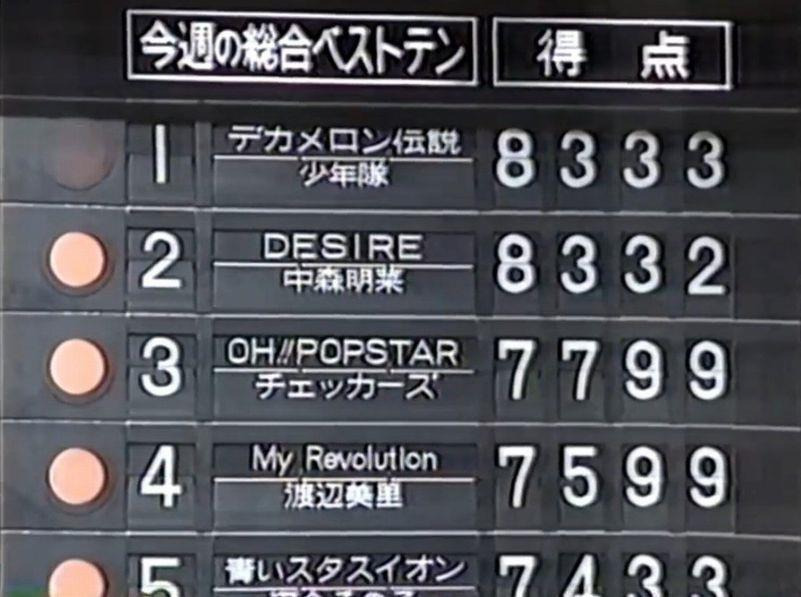 今週の総合ベストテン 得点
1 デカメロン伝説 8333
少年隊
2 DESIRE 8332
中森明菜
3 OH!!POPSTAR 7799
チェッカーズ
4 My Revolution 7599
渡辺美里
5 青いスタスイオン 7433